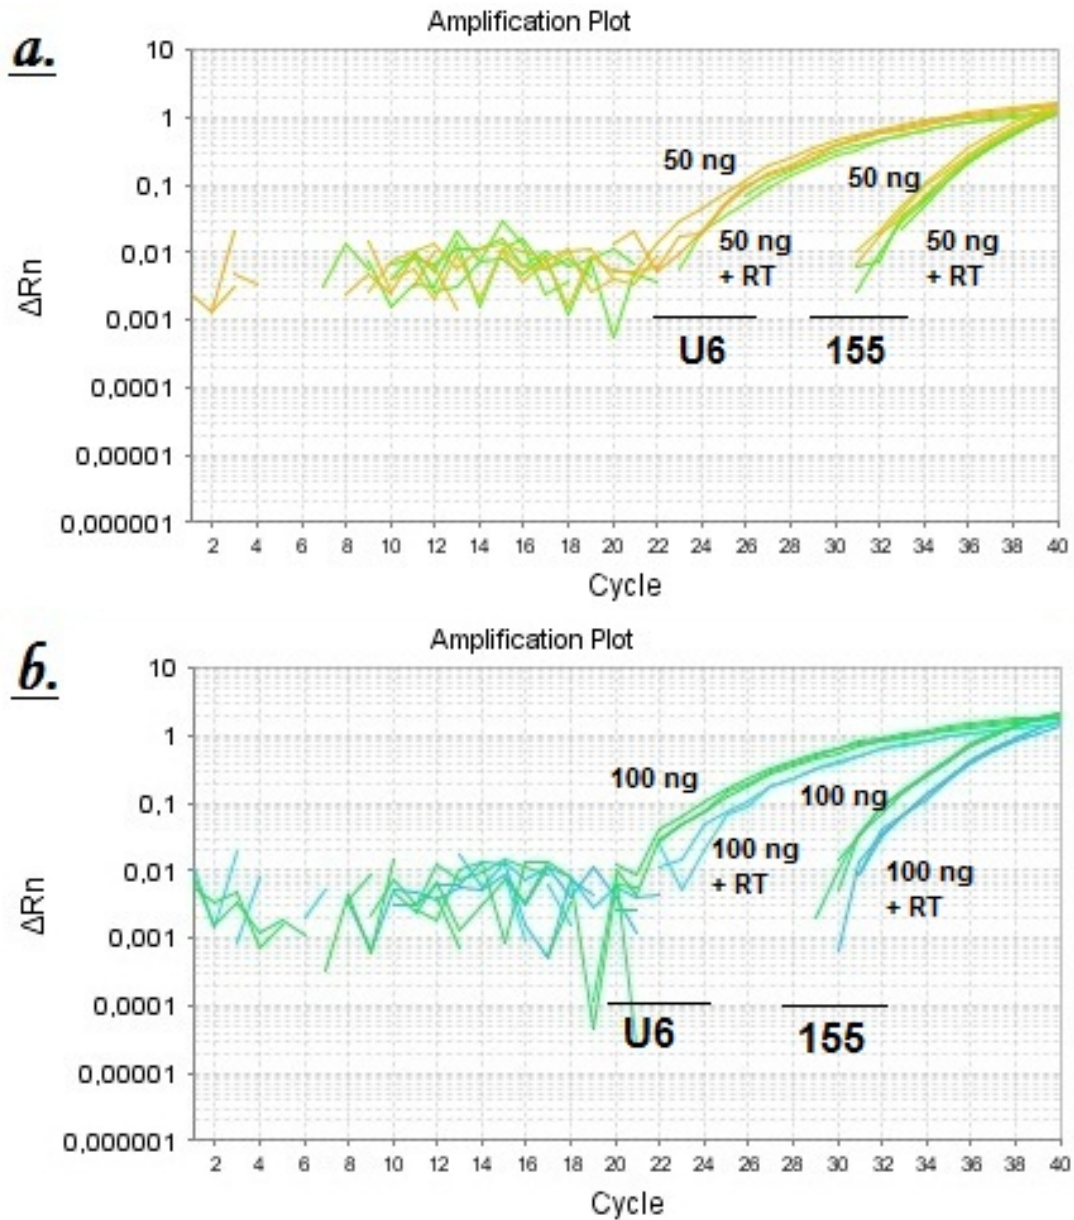 a.
Amplification Plot
10
1
0,1
0,01
0,001
0,0001
0,00001
0,000001
ΔRn
50 ng
50 ng
50 ng
+ RT
50 ng
+ RT
U6
155
2 4 6 8 10 12 14 16 18 20 22 24 26 28 30 32 34 36 38 40
Cycle
b.
Amplification Plot
10
1
0,1
0,01
0,001
0,0001
0,00001
0,000001
ΔRn
100 ng
100 ng
100 ng
+ RT
100 ng
+ RT
U6
155
2 4 6 8 10 12 14 16 18 20 22 24 26 28 30 32 34 36 38 40
Cycle